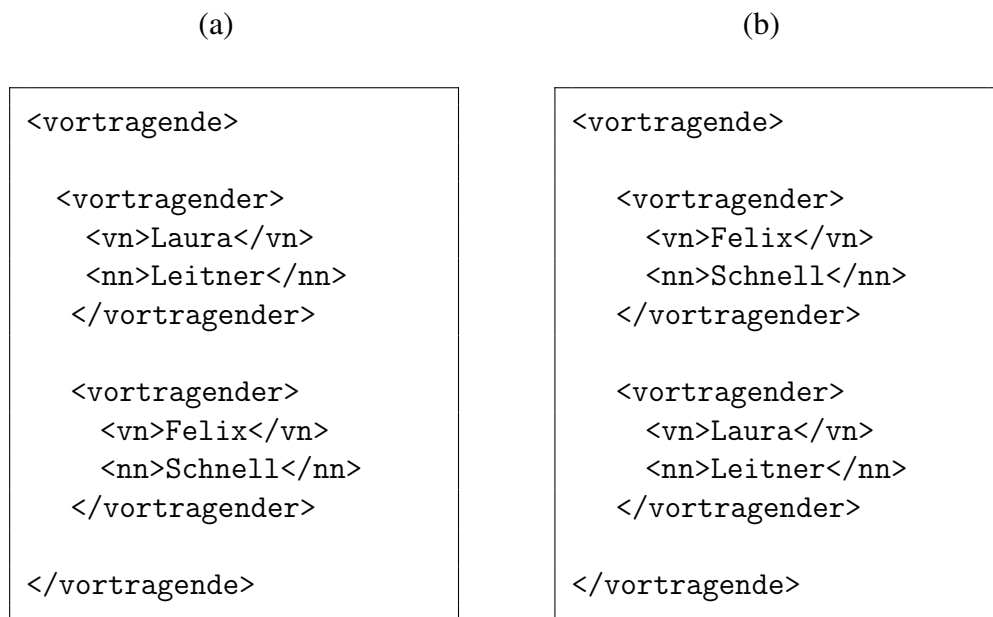 (a)
<vortragende>
<vortragender>
<vn>Laura</vn>
<nn>Leitner</nn>
</vortragender>
<vortragender>
<vn>Felix</vn>
<nn>Schnell</nn>
</vortragender>
</vortragende>
(b)
<vortragende>
<vortragender>
<vn>Felix</vn>
<nn>Schnell</nn>
</vortragender>
<vortragender>
<vn>Laura</vn>
<nn>Leitner</nn>
</vortragender>
</vortragende>